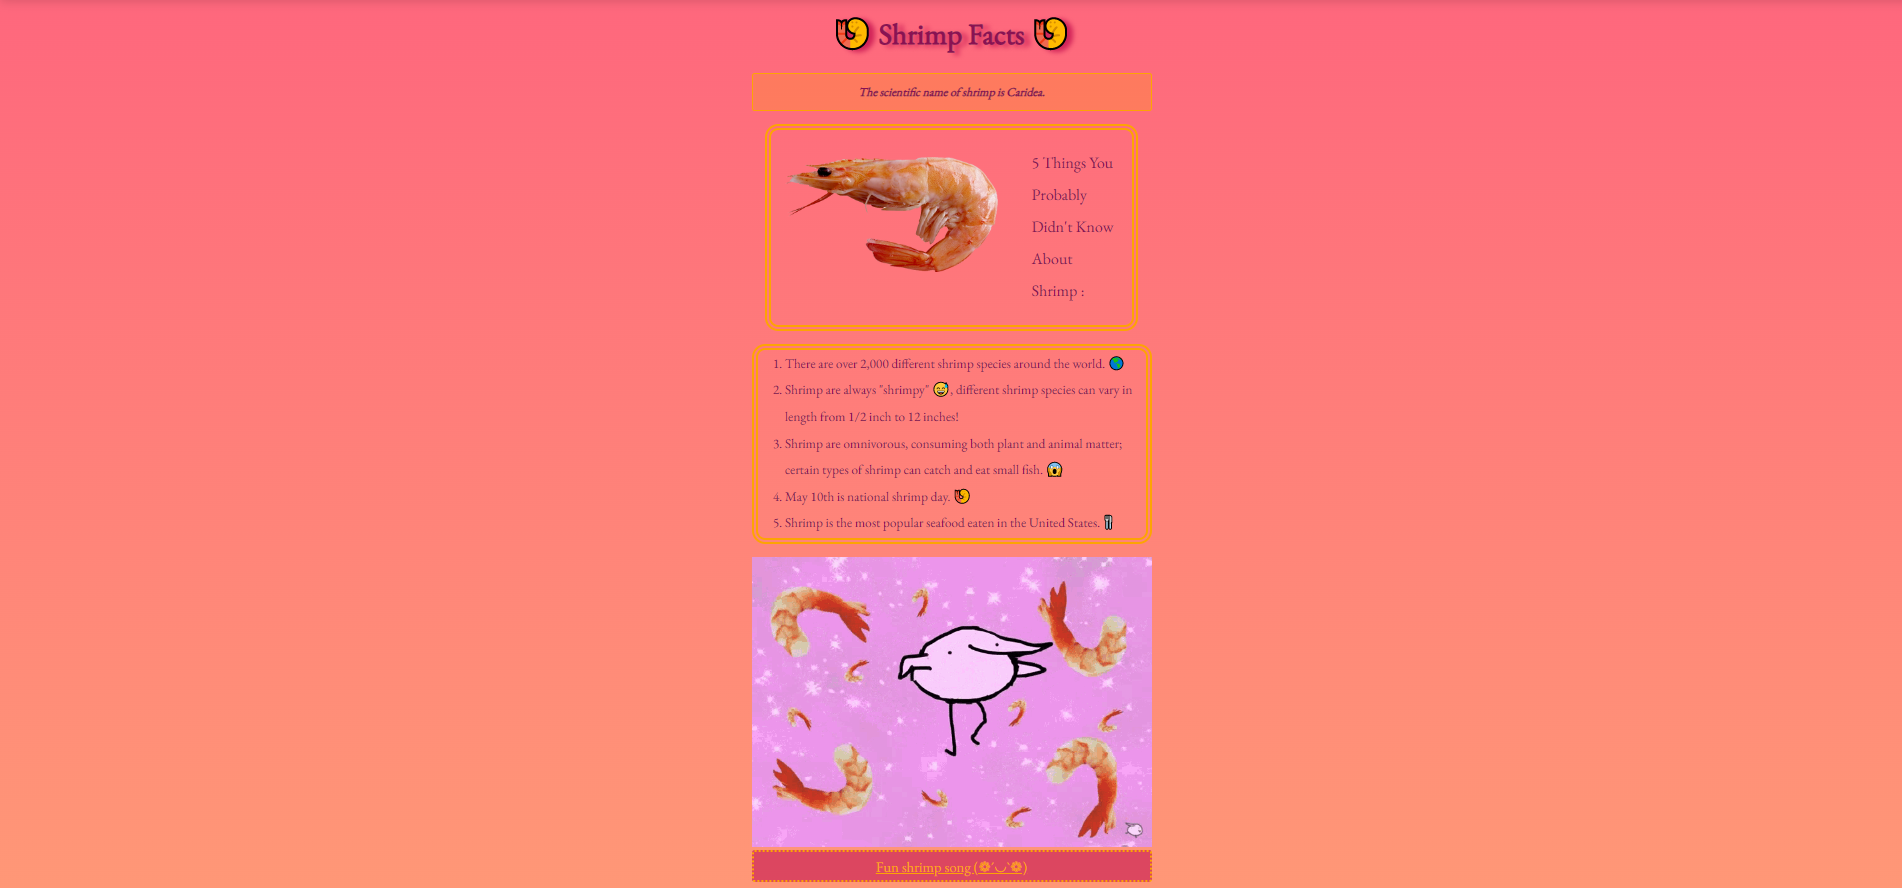 🍤 Shrimp Facts 🍤
The scientific name of shrimp is Caridea.
5 Things You
Probably
Didn't Know
About
Shrimp :
1. There are over 2,000 different shrimp species around the world. 🌎
2. Shrimp are always "shrimpy" 😅, different shrimp species can vary in
length from 1/2 inch to 12 inches!
3. Shrimp are omnivorous, consuming both plant and animal matter;
certain types of shrimp can catch and eat small fish. 😱
4. May 10th is national shrimp day. 🍤
5. Shrimp is the most popular seafood eaten in the United States. 🍴
Fun shrimp song (❁´◡`❁)